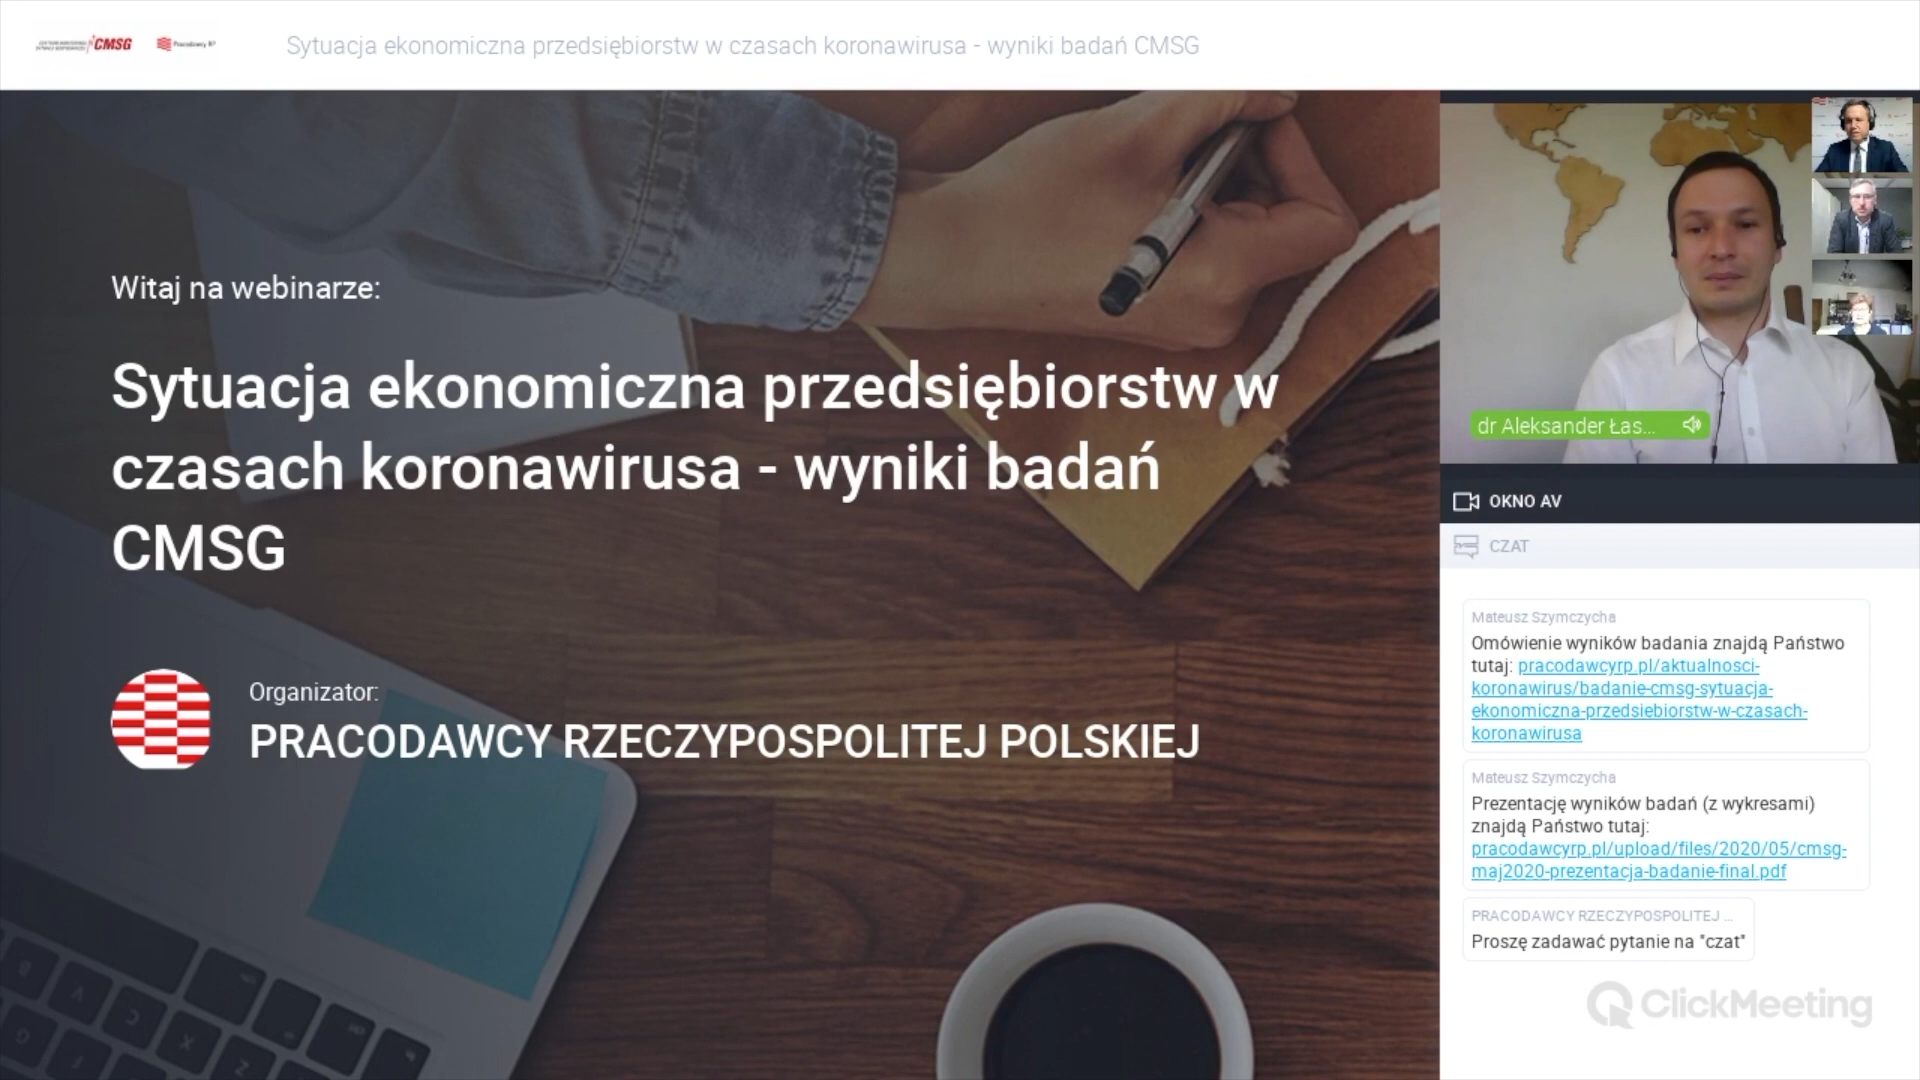 CMSG
Pracodawcy RP
Sytuacja ekonomiczna przedsiębiorstw w czasach koronawirusa - wyniki badań CMSG
Witaj na webinarze:
Sytuacja ekonomiczna przedsiębiorstw w
czasach koronawirusa - wyniki badań
CMSG
Organizator:
PRACODAWCY RZECZYPOSPOLITEJ POLSKIEJ
dr Aleksander Łas...
OKNO AV
CZAT
Mateusz Szymczycha
Omówienie wyników badania znajdą Państwo
tutaj: pracodawcyrp.pl/aktualnosci-
koronawirus/badanie-cmsg-sytuacja-
ekonomiczna-przedsiebiorstw-w-czasach-
koronawirusa
Mateusz Szymczycha
Prezentację wyników badań (z wykresami)
znajdą Państwo tutaj:
pracodawcyrp.pl/upload/files/2020/05/cmsg-
maj2020-prezentacja-badanie-final.pdf
PRACODAWCY RZECZYPOSPOLITEJ ...
Proszę zadawać pytanie na "czat"
ClickMeeting